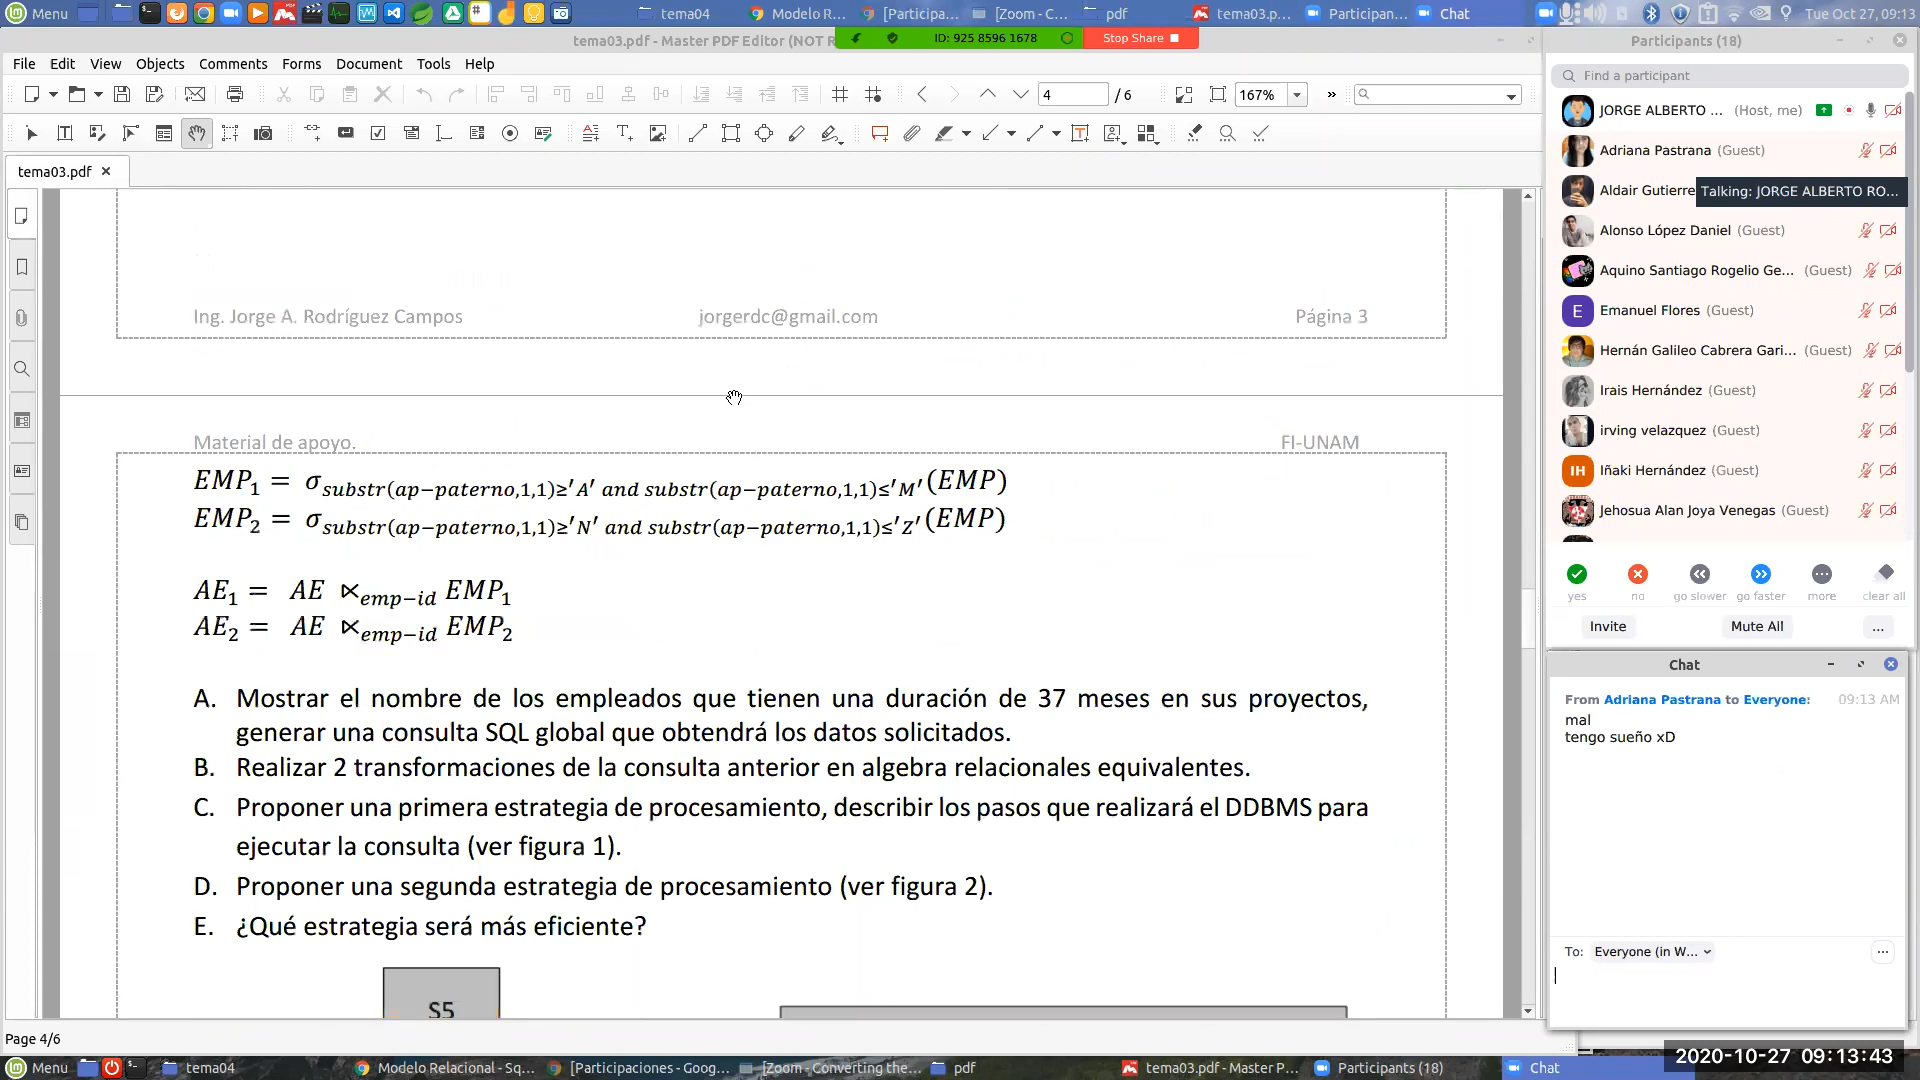 Menu
tema04
Modelo R...
[Participa...
[Zoom - C...
pdf
tema03.p...
Participan...
Chat
Tue Oct 27, 09:13
tema03.pdf - Master PDF Editor (NOT R
ID: 925 8596 1678
Stop Share
Participants (18)
File Edit View Objects Comments Forms Document Tools Help
Find a participant
4 / 6
167%
JORGE ALBERTO ... (Host, me)
Adriana Pastrana (Guest)
tema03.pdf
Aldair Gutierre
Talking: JORGE ALBERTO RO...
Alonso López Daniel (Guest)
Aquino Santiago Rogelio Ge... (Guest)
E Emanuel Flores (Guest)
Hernán Galileo Cabrera Gari... (Guest)
Irais Hernández (Guest)
irving velazquez (Guest)
IH Iñaki Hernández (Guest)
Jehosua Alan Joya Venegas (Guest)
yes no go slower go faster more clear all
Invite Mute All ...
Ing. Jorge A. Rodríguez Campos jorgerdc@gmail.com Página 3
Material de apoyo. FI-UNAM
EMP1 = σsubstr(ap−paterno,1,1)≥'A' and substr(ap−paterno,1,1)≤'M'(EMP)
EMP2 = σsubstr(ap−paterno,1,1)≥'N' and substr(ap−paterno,1,1)≤'Z'(EMP)
AE1 = AE ⋉emp−id EMP1
AE2 = AE ⋉emp−id EMP2
A. Mostrar el nombre de los empleados que tienen una duración de 37 meses en sus proyectos,
generar una consulta SQL global que obtendrá los datos solicitados.
B. Realizar 2 transformaciones de la consulta anterior en algebra relacionales equivalentes.
C. Proponer una primera estrategia de procesamiento, describir los pasos que realizará el DDBMS para
ejecutar la consulta (ver figura 1).
D. Proponer una segunda estrategia de procesamiento (ver figura 2).
E. ¿Qué estrategia será más eficiente?
S5
Chat
From Adriana Pastrana to Everyone: 09:13 AM
mal
tengo sueño xD
To: Everyone (in W...
Page 4/6
2020-10-27 09:13:43
Menu
tema04
Modelo Relacional - Sq...
[Participaciones - Goog...
[Zoom - Converting the...
pdf
tema03.pdf - Master P...
Participants (18)
Chat